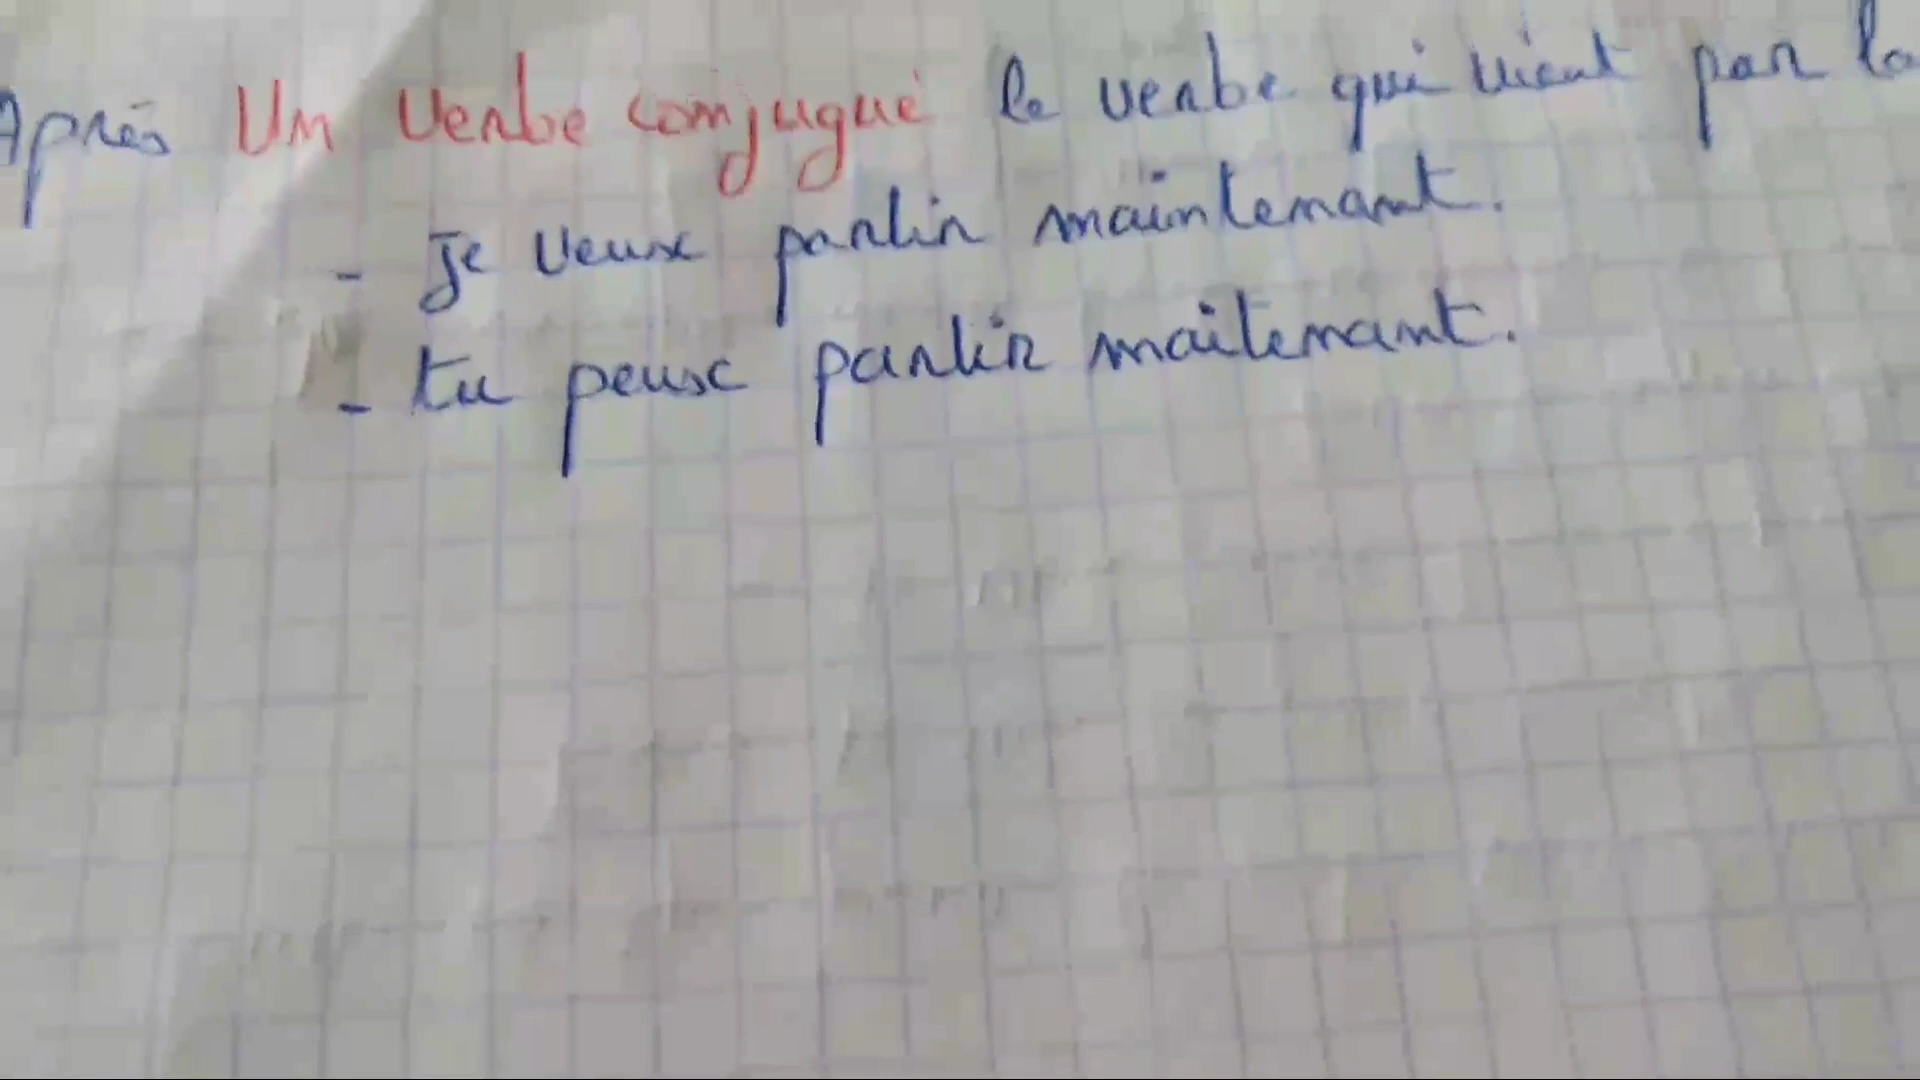 Après Un verbe conjugué le verbe qui vient par la
- Je veux partir maintenant.
- tu peux partir maitenant.